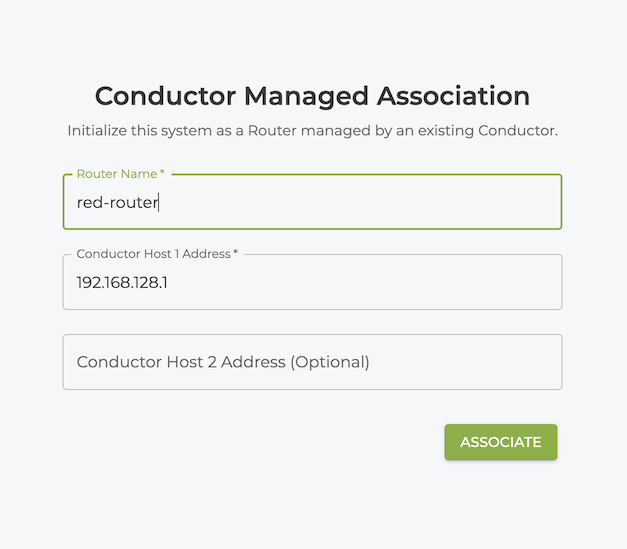 Conductor Managed Association
Initialize this system as a Router managed by an existing Conductor.
Router Name *
red-router
Conductor Host 1 Address *
192.168.128.1
Conductor Host 2 Address (Optional)
ASSOCIATE